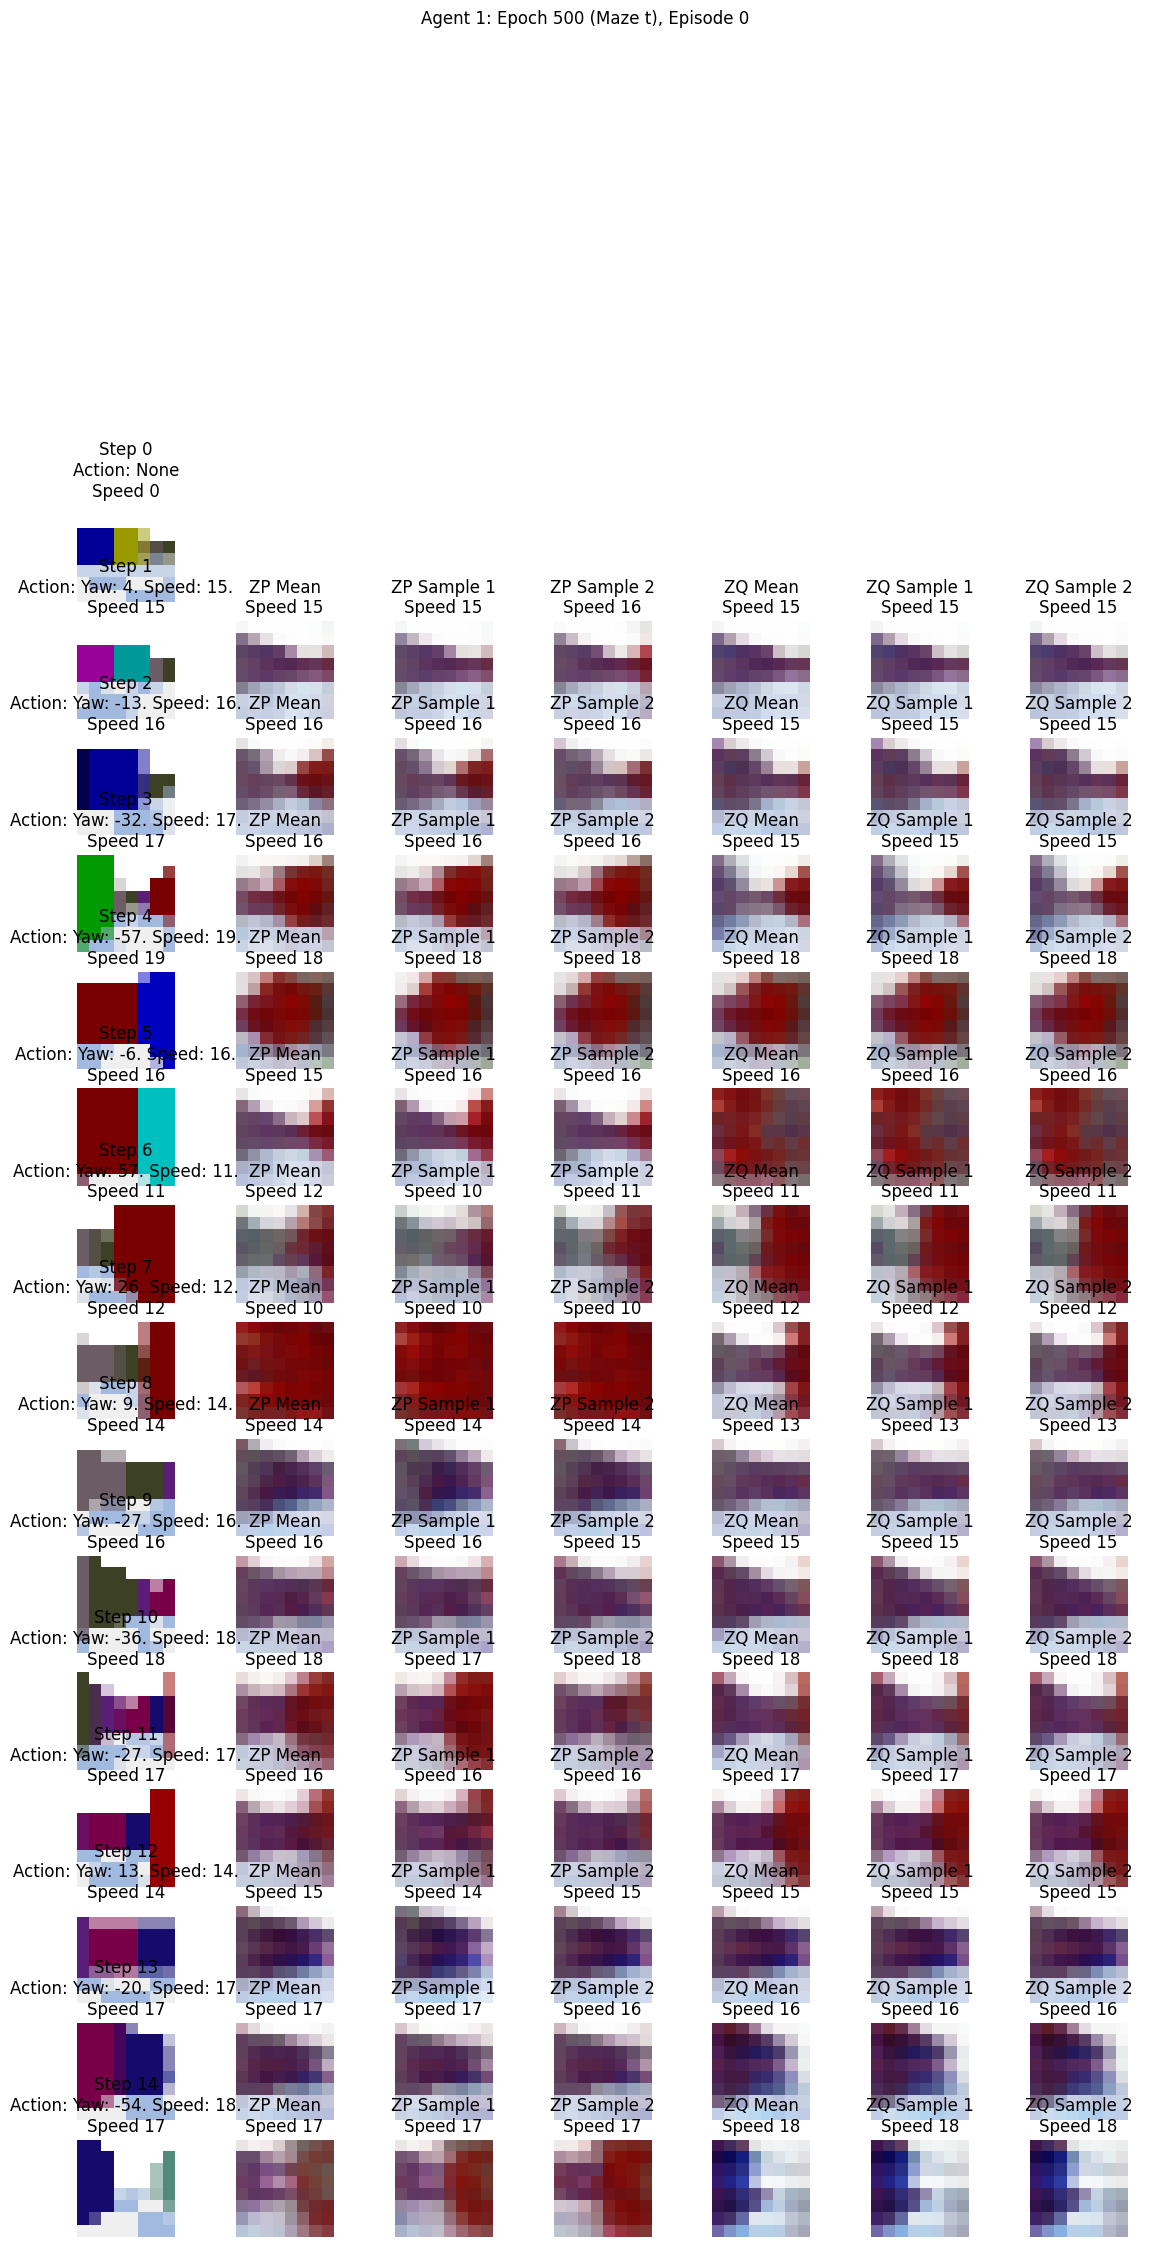 Agent 1: Epoch 500 (Maze t), Episode 0
Step 0
Action: None
Speed 0
Step 1
Action: Yaw: 4. Speed: 15.
Speed 15
ZP Mean
Speed 15
ZP Sample 1
Speed 15
ZP Sample 2
Speed 16
ZQ Mean
Speed 15
ZQ Sample 1
Speed 15
ZQ Sample 2
Speed 15
Step 2
Action: Yaw: -13. Speed: 16.
Speed 16
ZP Mean
Speed 16
ZP Sample 1
Speed 16
ZP Sample 2
Speed 16
ZQ Mean
Speed 15
ZQ Sample 1
Speed 15
ZQ Sample 2
Speed 15
Step 3
Action: Yaw: -32. Speed: 17.
Speed 17
ZP Mean
Speed 16
ZP Sample 1
Speed 16
ZP Sample 2
Speed 16
ZQ Mean
Speed 15
ZQ Sample 1
Speed 15
ZQ Sample 2
Speed 15
Step 4
Action: Yaw: -57. Speed: 19.
Speed 19
ZP Mean
Speed 18
ZP Sample 1
Speed 18
ZP Sample 2
Speed 18
ZQ Mean
Speed 18
ZQ Sample 1
Speed 18
ZQ Sample 2
Speed 18
Step 5
Action: Yaw: -6. Speed: 16.
Speed 16
ZP Mean
Speed 15
ZP Sample 1
Speed 16
ZP Sample 2
Speed 16
ZQ Mean
Speed 16
ZQ Sample 1
Speed 16
ZQ Sample 2
Speed 16
Step 6
Action: Yaw: 57. Speed: 11.
Speed 11
ZP Mean
Speed 12
ZP Sample 1
Speed 10
ZP Sample 2
Speed 11
ZQ Mean
Speed 11
ZQ Sample 1
Speed 11
ZQ Sample 2
Speed 11
Step 7
Action: Yaw: 26. Speed: 12.
Speed 12
ZP Mean
Speed 10
ZP Sample 1
Speed 10
ZP Sample 2
Speed 10
ZQ Mean
Speed 12
ZQ Sample 1
Speed 12
ZQ Sample 2
Speed 12
Step 8
Action: Yaw: 9. Speed: 14.
Speed 14
ZP Mean
Speed 14
ZP Sample 1
Speed 14
ZP Sample 2
Speed 14
ZQ Mean
Speed 13
ZQ Sample 1
Speed 13
ZQ Sample 2
Speed 13
Step 9
Action: Yaw: -27. Speed: 16.
Speed 16
ZP Mean
Speed 16
ZP Sample 1
Speed 16
ZP Sample 2
Speed 15
ZQ Mean
Speed 15
ZQ Sample 1
Speed 15
ZQ Sample 2
Speed 15
Step 10
Action: Yaw: -36. Speed: 18.
Speed 18
ZP Mean
Speed 18
ZP Sample 1
Speed 17
ZP Sample 2
Speed 18
ZQ Mean
Speed 18
ZQ Sample 1
Speed 18
ZQ Sample 2
Speed 18
Step 11
Action: Yaw: -27. Speed: 17.
Speed 17
ZP Mean
Speed 16
ZP Sample 1
Speed 16
ZP Sample 2
Speed 16
ZQ Mean
Speed 17
ZQ Sample 1
Speed 17
ZQ Sample 2
Speed 17
Step 12
Action: Yaw: 13. Speed: 14.
Speed 14
ZP Mean
Speed 15
ZP Sample 1
Speed 14
ZP Sample 2
Speed 15
ZQ Mean
Speed 15
ZQ Sample 1
Speed 15
ZQ Sample 2
Speed 15
Step 13
Action: Yaw: -20. Speed: 17.
Speed 17
ZP Mean
Speed 17
ZP Sample 1
Speed 17
ZP Sample 2
Speed 16
ZQ Mean
Speed 16
ZQ Sample 1
Speed 16
ZQ Sample 2
Speed 16
Step 14
Action: Yaw: -54. Speed: 18.
Speed 17
ZP Mean
Speed 17
ZP Sample 1
Speed 17
ZP Sample 2
Speed 17
ZQ Mean
Speed 18
ZQ Sample 1
Speed 18
ZQ Sample 2
Speed 18